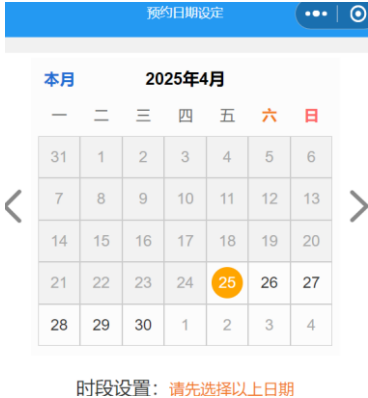 预约日期设定
本月 2025年4月
一 二 三 四 五 六 日
31 1 2 3 4 5 6
7 8 9 10 11 12 13
14 15 16 17 18 19 20
21 22 23 24 25 26 27
28 29 30 1 2 3 4
时段设置：请先选择以上日期